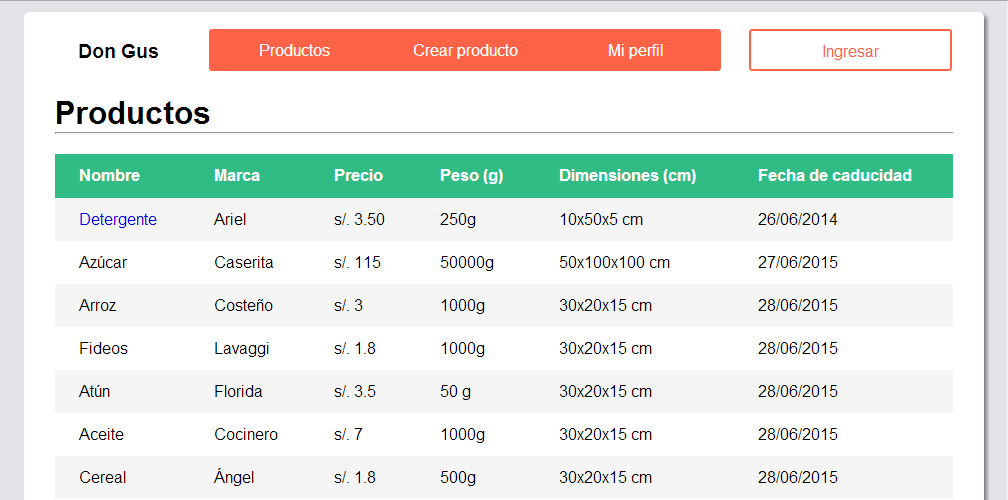 Don Gus Productos Crear producto Mi perfil Ingresar
Productos
Nombre Marca Precio Peso (g) Dimensiones (cm) Fecha de caducidad
Detergente Ariel s/. 3.50 250g 10x50x5 cm 26/06/2014
Azúcar Caserita s/. 115 50000g 50x100x100 cm 27/06/2015
Arroz Costeño s/. 3 1000g 30x20x15 cm 28/06/2015
Fideos Lavaggi s/. 1.8 1000g 30x20x15 cm 28/06/2015
Atún Florida s/. 3.5 50 g 30x20x15 cm 28/06/2015
Aceite Cocinero s/. 7 1000g 30x20x15 cm 28/06/2015
Cereal Ángel s/. 1.8 500g 30x20x15 cm 28/06/2015